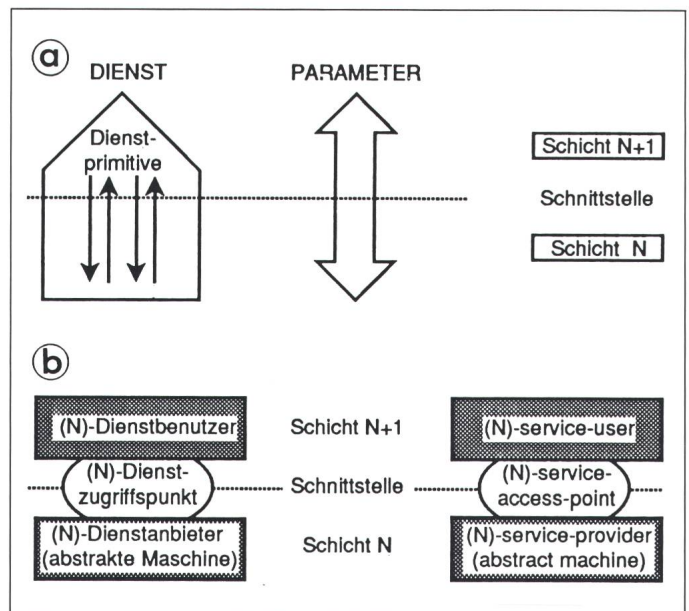 a
DIENST PARAMETER
Dienst-
primitive
Schicht N+1
Schnittstelle
Schicht N
b
(N)-Dienstbenutzer Schicht N+1 (N)-service-user
(N)-Dienst-
zugriffspunkt
Schnittstelle
(N)-service-
access-point
(N)-Dienstanbieter
(abstrakte Maschine)
Schicht N
(N)-service-provider
(abstract machine)